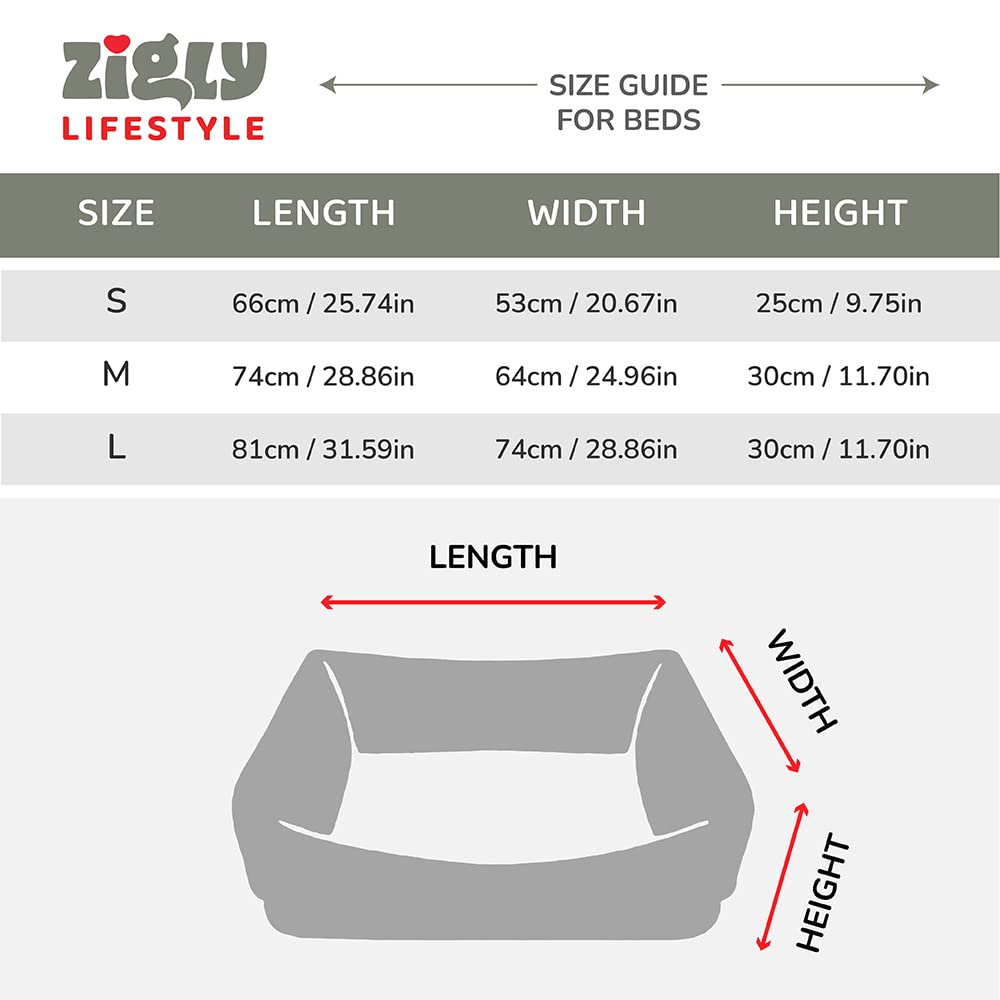 zigly
LIFESTYLE
SIZE GUIDE
FOR BEDS
SIZE LENGTH WIDTH HEIGHT
S 66cm / 25.74in 53cm / 20.67in 25cm / 9.75in
M 74cm / 28.86in 64cm / 24.96in 30cm / 11.70in
L 81cm / 31.59in 74cm / 28.86in 30cm / 11.70in
LENGTH
WIDTH
HEIGHT